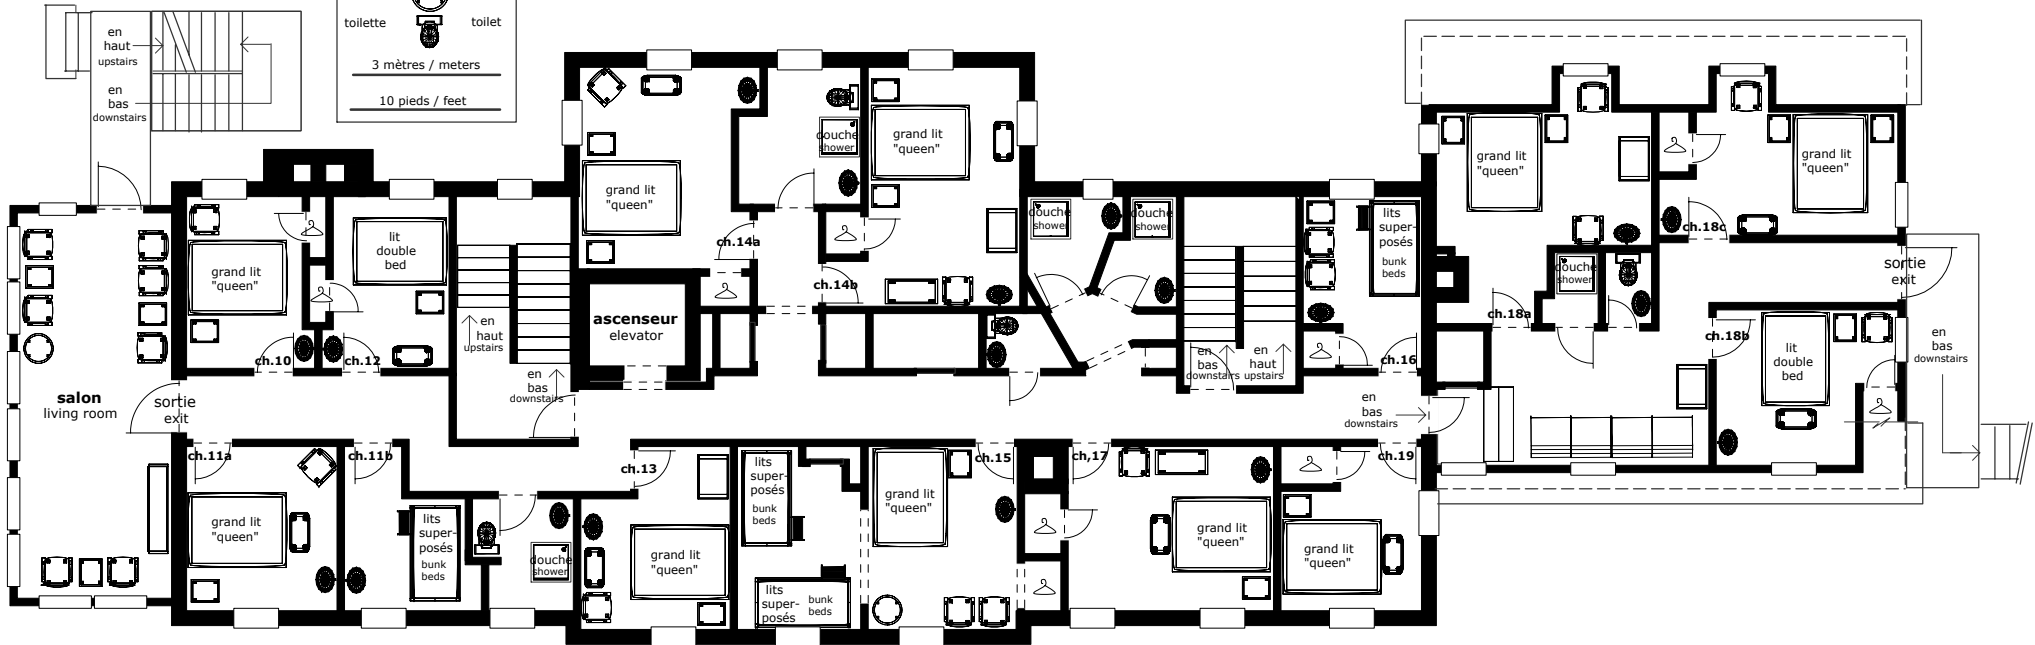 toilette
toilet
3 mètres / meters
10 pieds / feet
en
haut
upstairs
en
bas
downstairs
salon
living room
sortie
exit
grand lit
"queen"
ch.10
lit
double
bed
ch.12
en
haut
upstairs
en
bas
downstairs
ascenseur
elevator
grand lit
"queen"
ch.14a
douche
shower
grand lit
"queen"
ch.14b
douche
shower
douche
shower
en
bas
downstairs
en
haut
upstairs
lits
super-
posés
bunk
beds
ch.16
en
bas
downstairs
grand lit
"queen"
ch.18a
douche
shower
grand lit
"queen"
ch.18c
sortie
exit
ch.18b
lit
double
bed
en
bas
downstairs
ch.11a
grand lit
"queen"
ch.11b
lits
super-
posés
bunk
beds
douche
shower
ch.13
grand lit
"queen"
lits
super-
posés
bunk
beds
lits
super-
posés
bunk
beds
grand lit
"queen"
ch.15
ch,17
grand lit
"queen"
ch.19
grand lit
"queen"